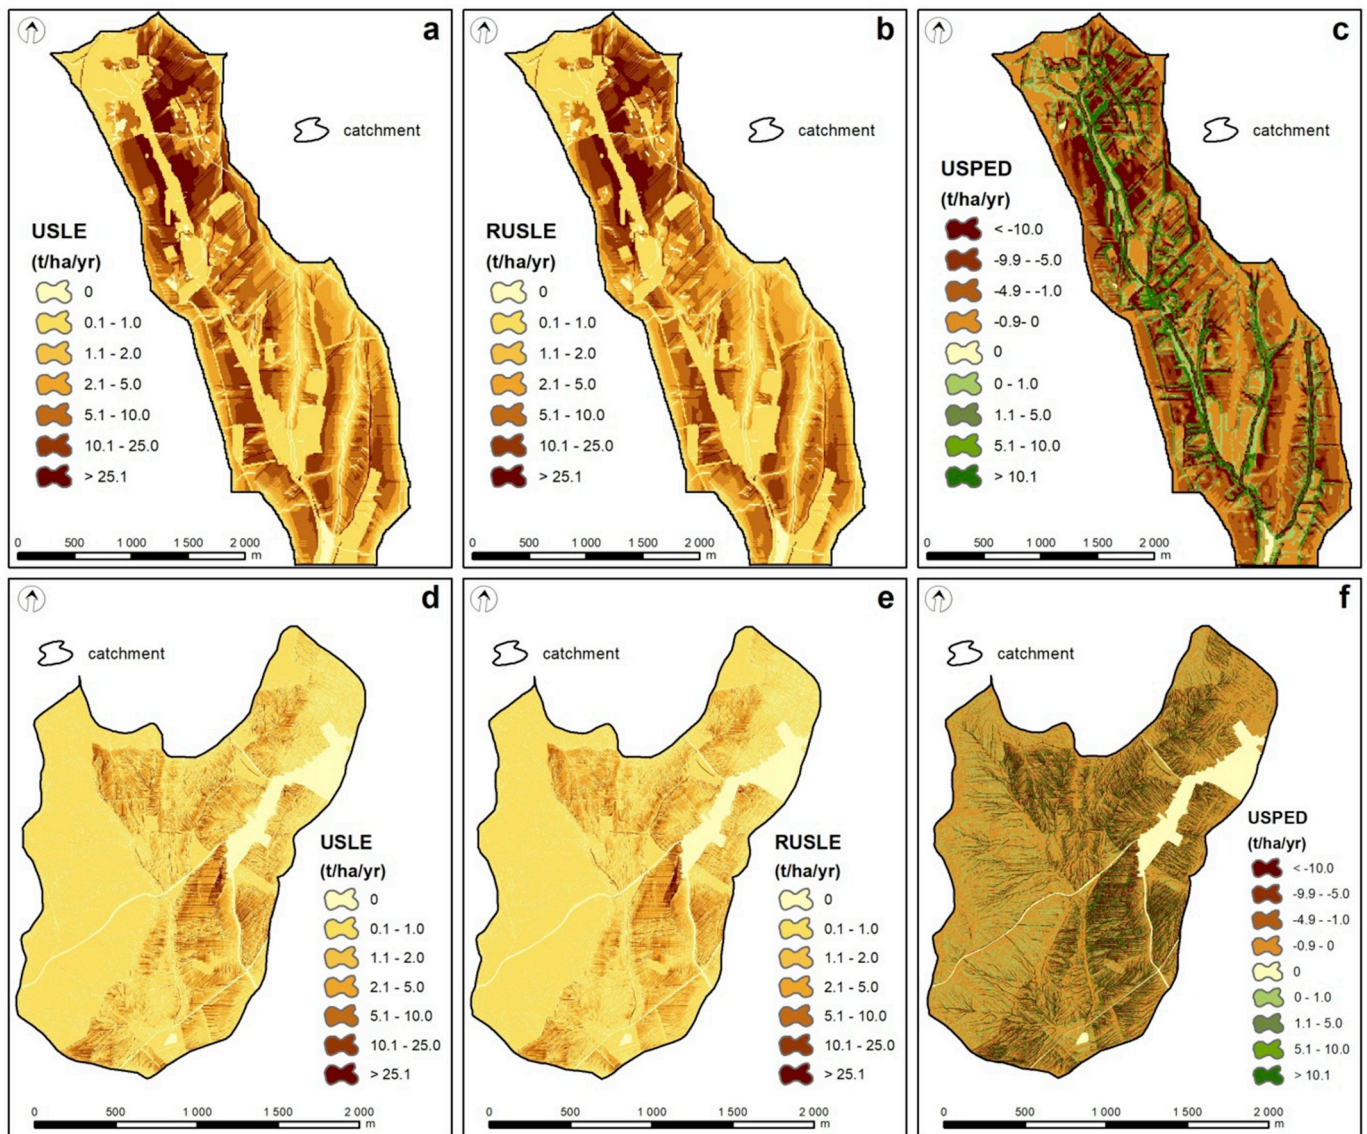 a
catchment
USLE
(t/ha/yr)
0
0.1 - 1.0
1.1 - 2.0
2.1 - 5.0
5.1 - 10.0
10.1 - 25.0
> 25.1
0 500 1 000 1 500 2 000
m
b
catchment
RUSLE
(t/ha/yr)
0
0.1 - 1.0
1.1 - 2.0
2.1 - 5.0
5.1 - 10.0
10.1 - 25.0
> 25.1
0 500 1 000 1 500 2 000
m
c
catchment
USPED
(t/ha/yr)
< -10.0
-9.9 - -5.0
-4.9 - -1.0
-0.9- 0
0
0 - 1.0
1.1 - 5.0
5.1 - 10.0
> 10.1
0 500 1 000 1 500 2 000
m
d
catchment
USLE
(t/ha/yr)
0
0.1 - 1.0
1.1 - 2.0
2.1 - 5.0
5.1 - 10.0
10.1 - 25.0
> 25.1
0 500 1 000 1 500 2 000
m
e
catchment
RUSLE
(t/ha/yr)
0
0.1 - 1.0
1.1 - 2.0
2.1 - 5.0
5.1 - 10.0
10.1 - 25.0
> 25.1
0 500 1 000 1 500 2 000
m
f
catchment
USPED
(t/ha/yr)
< -10.0
-9.9 - -5.0
-4.9 - -1.0
-0.9 - 0
0
0 - 1.0
1.1 - 5.0
5.1 - 10.0
> 10.1
0 500 1 000 1 500 2 000
m